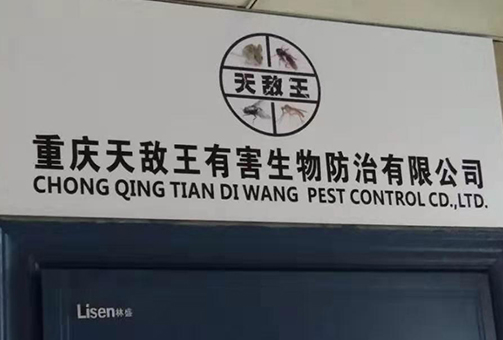 天敌王
重庆天敌王有害生物防治有限公司
CHONG QING TIAN DI WANG PEST CONTROL CD.,LTD.
Lisen林盛